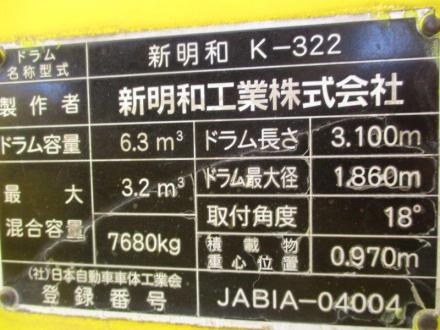 ドラム
名称型式
新明和 K-322
製作者
新明和工業株式会社
ドラム容量
6.3 m³
ドラム長さ
3.100m
最大
混合容量
3.2 m³
7680kg
ドラム最大径
1.860m
取付角度
18°
積載物
重心位置
0.970m
(社)日本自動車車体工業会
登録番号
JABIA-04004